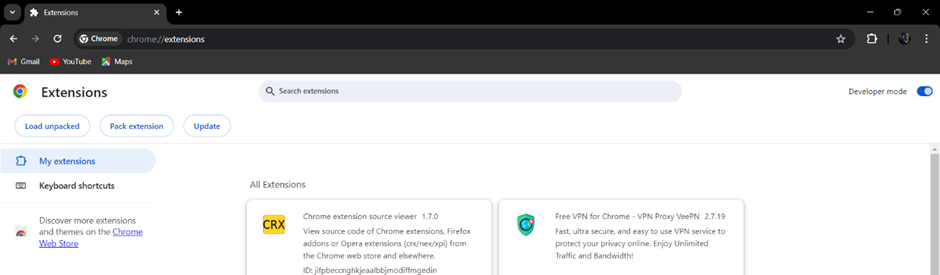 Extensions
Chrome
chrome://extensions
Gmail
YouTube
Maps
Extensions
Search extensions
Developer mode
Load unpacked
Pack extension
Update
My extensions
Keyboard shortcuts
Discover more extensions
and themes on the Chrome
Web Store
All Extensions
CRX
Chrome extension source viewer 1.7.0
View source code of Chrome extensions, Firefox
addons or Opera extensions (crx/nex/xpi) from
the Chrome web store and elsewhere.
ID: jifpbeccnghkjeaalbbjmodiffmgedin
Free VPN for Chrome - VPN Proxy VeePN 2.7.19
Fast, ultra secure, and easy to use VPN service to
protect your privacy online. Enjoy Unlimited
Traffic and Bandwidth!